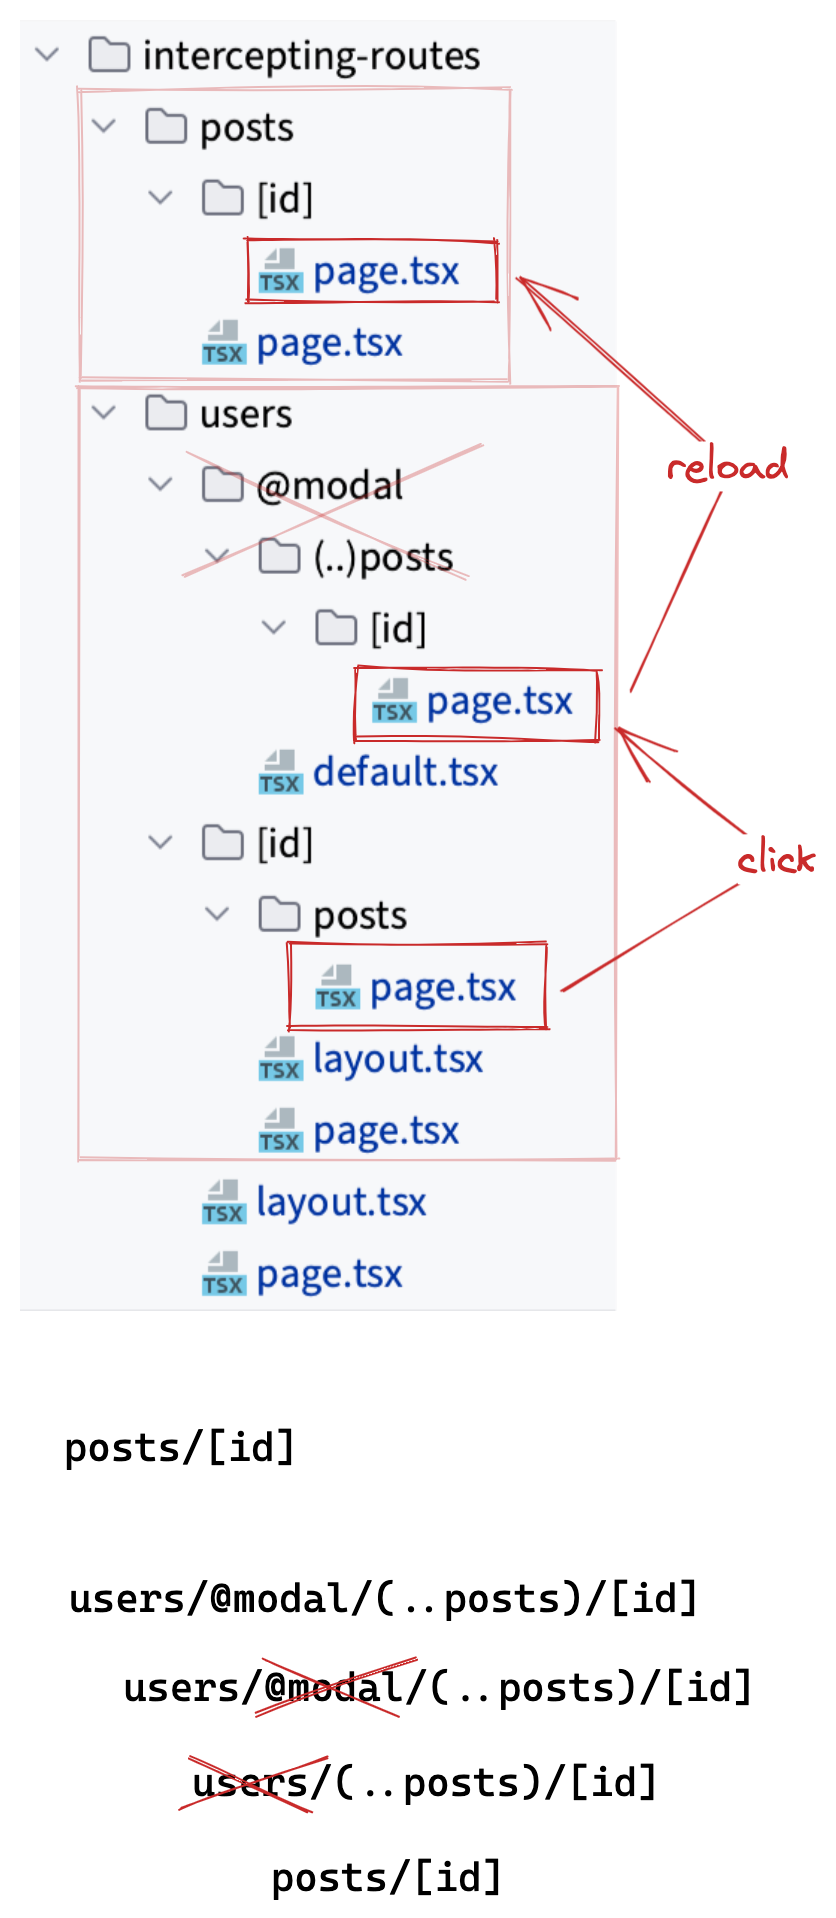 intercepting-routes
posts
[id]
TSX page.tsx
TSX page.tsx
users
@modal
reload
(..)posts
[id]
TSX page.tsx
TSX default.tsx
[id]
click
posts
TSX page.tsx
TSX layout.tsx
TSX page.tsx
TSX layout.tsx
TSX page.tsx
posts/[id]
users/@modal/(..posts)/[id]
users/@modal/(..posts)/[id]
users/(..posts)/[id]
posts/[id]